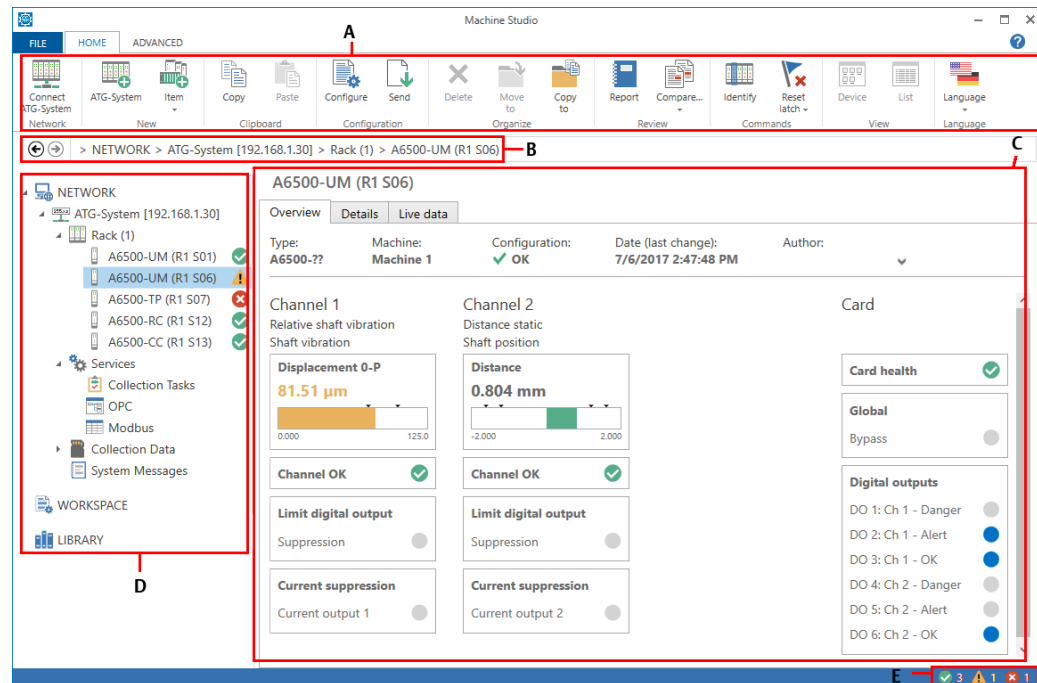 Machine Studio
FILE HOME ADVANCED
A
Connect ATG-System
ATG-System
Item
Copy
Paste
Configure
Send
Delete
Move to
Copy to
Report
Compare...
Identify
Reset latch
Device
List
Language
Network New Clipboard Configuration Organize Review Commands View Language
> NETWORK > ATG-System [192.168.1.30] > Rack (1) > A6500-UM (R1 S06)
B
C
NETWORK
ATG-System [192.168.1.30]
Rack (1)
A6500-UM (R1 S01)
A6500-UM (R1 S06)
A6500-TP (R1 S07)
A6500-RC (R1 S12)
A6500-CC (R1 S13)
Services
Collection Tasks
OPC
Modbus
Collection Data
System Messages
WORKSPACE
LIBRARY
D
A6500-UM (R1 S06)
Overview Details Live data
Type: Machine: Configuration: Date (last change): Author:
A6500-?? Machine 1 OK 7/6/2017 2:47:48 PM
Channel 1
Relative shaft vibration
Shaft vibration
Displacement 0-P
81.51 µm
0.000 125.0
Channel OK
Limit digital output
Suppression
Current suppression
Current output 1
Channel 2
Distance static
Shaft position
Distance
0.804 mm
-2.000 2.000
Channel OK
Limit digital output
Suppression
Current suppression
Current output 2
Card
Card health
Global
Bypass
Digital outputs
DO 1: Ch 1 - Danger
DO 2: Ch 1 - Alert
DO 3: Ch 1 - OK
DO 4: Ch 2 - Danger
DO 5: Ch 2 - Alert
DO 6: Ch 2 - OK
E
3 1 1